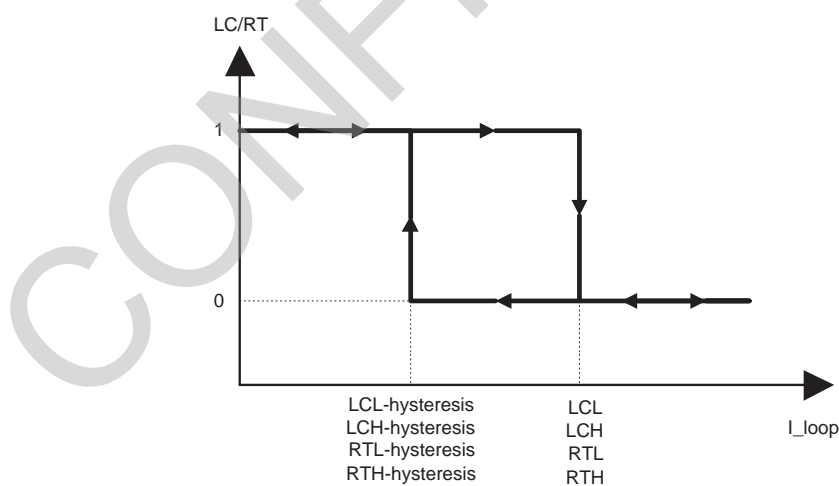 LC/RT
CONF
1
0
LCL-hysteresis
LCH-hysteresis
RTL-hysteresis
RTH-hysteresis
LCL
LCH
RTL
RTH
I_loop